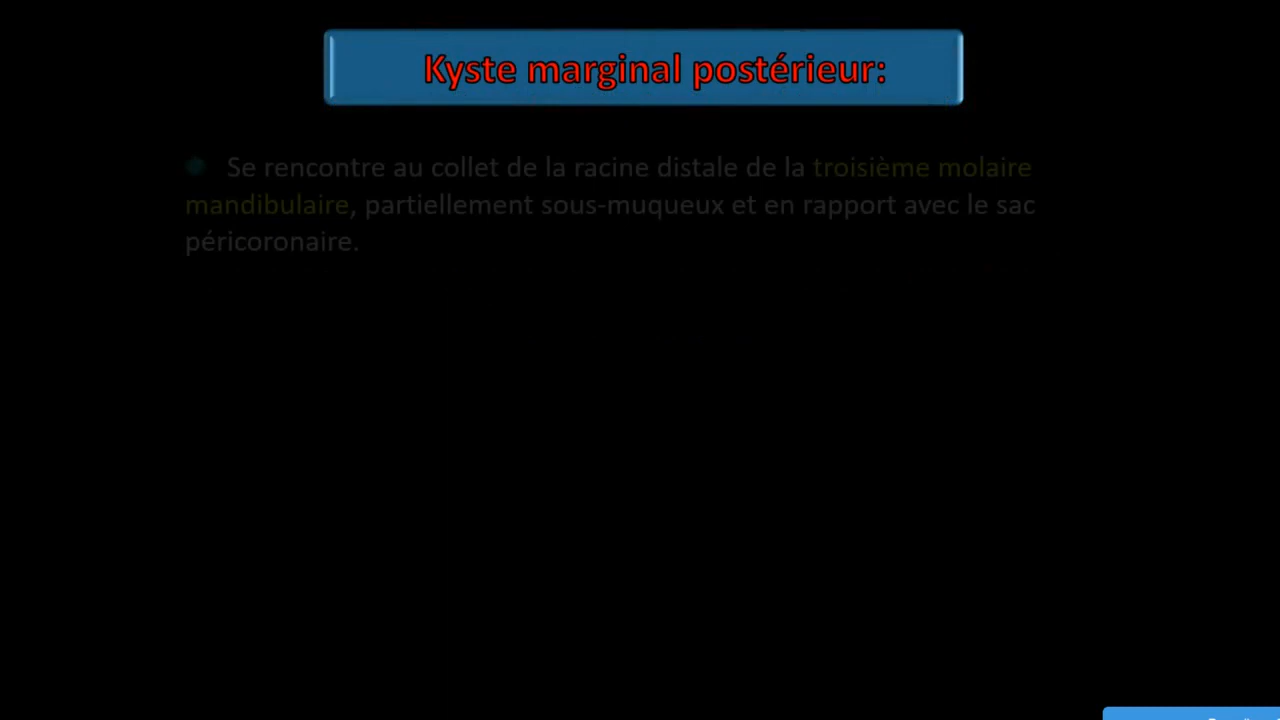 Kyste marginal postérieur:
Se rencontre au collet de la racine distale de la troisième molaire
mandibulaire, partiellement sous-muqueux et en rapport avec le sac
péricoronaire.